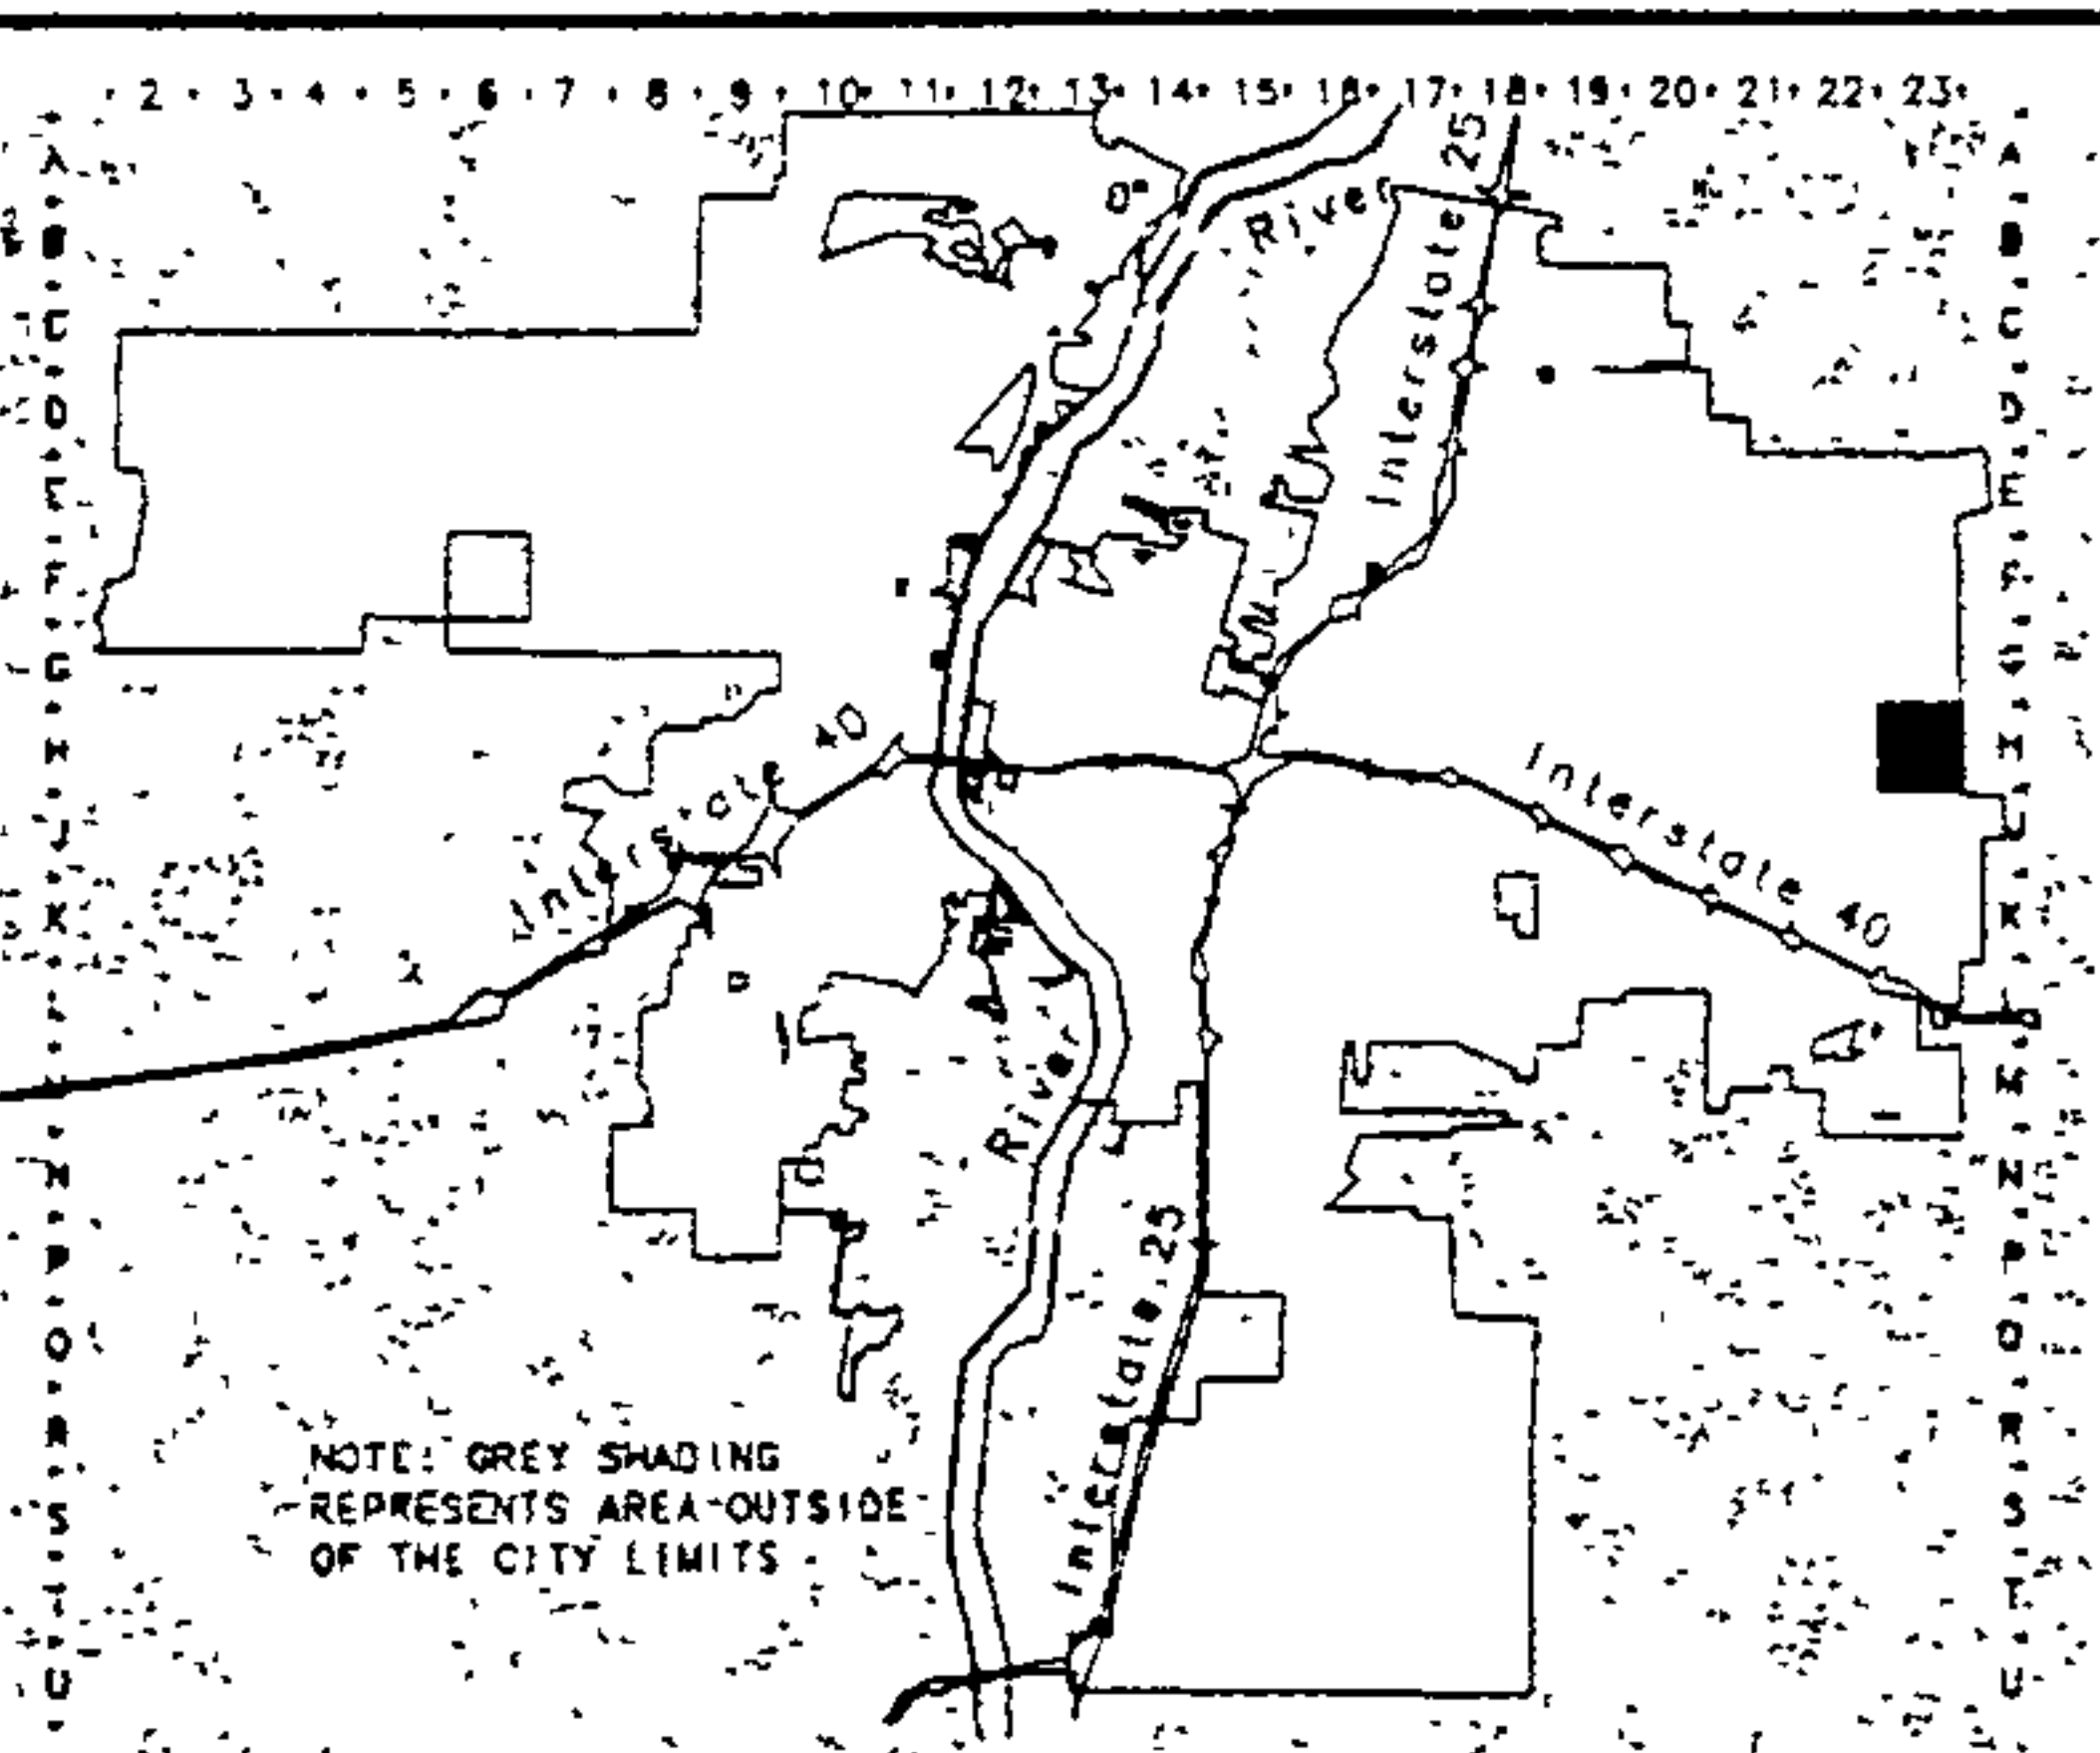 2 3 4 5 6 7 8 9 10 11 12 13 14 15 16 17 18 19 20 21 22 23
A A
B B
C C
D D
E E
F F
G G
H H
J J
K K
L L
M M
N N
P P
Q Q
R R
S S
T T
U U
25
River
Interstate
40
Interstate
Interstate 40
River
Interstate 25
NOTE: GREY SHADING
REPRESENTS AREA OUTSIDE
OF THE CITY LIMITS